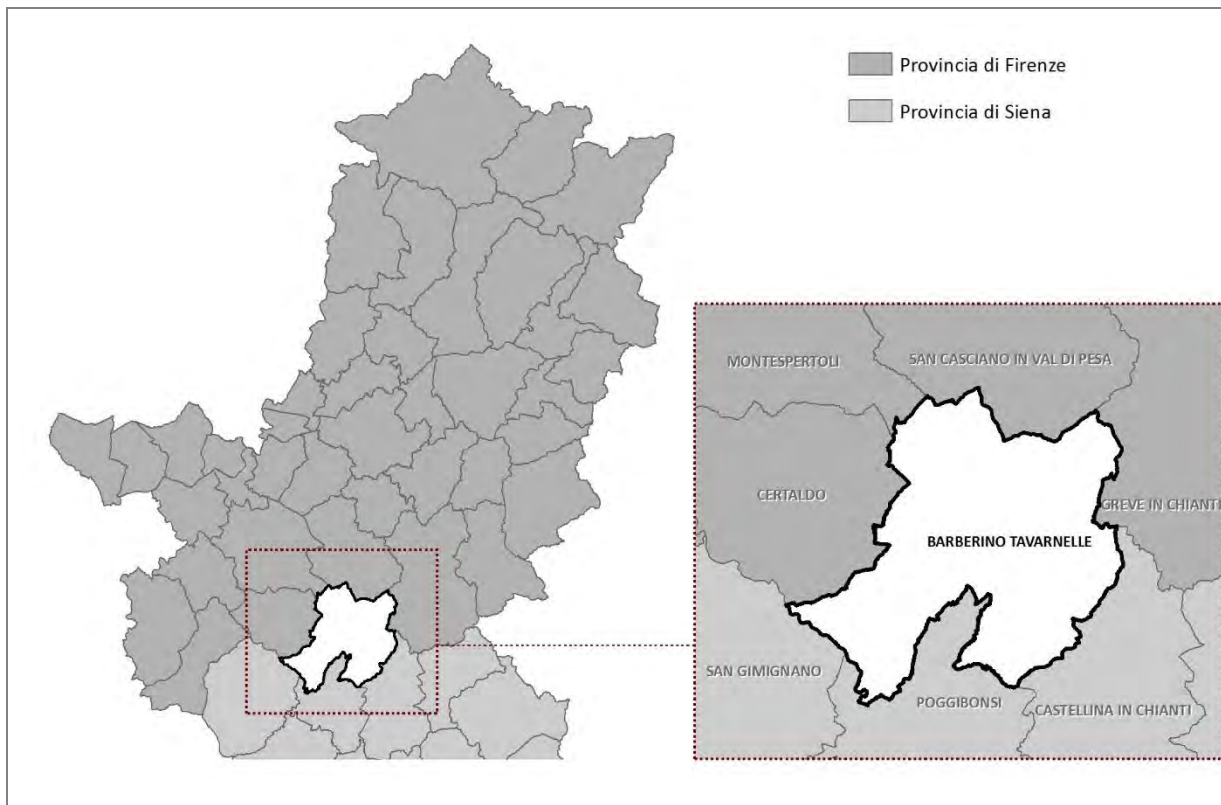 Provincia di Firenze
Provincia di Siena
MONTESPERTOLI
SAN CASCIANO IN VAL DI PESA
CERTALDO
GREVE IN CHIANTI
BARBERINO TAVARNELLE
SAN GIMIGNANO
POGGIBONSI
CASTELLINA IN CHIANTI